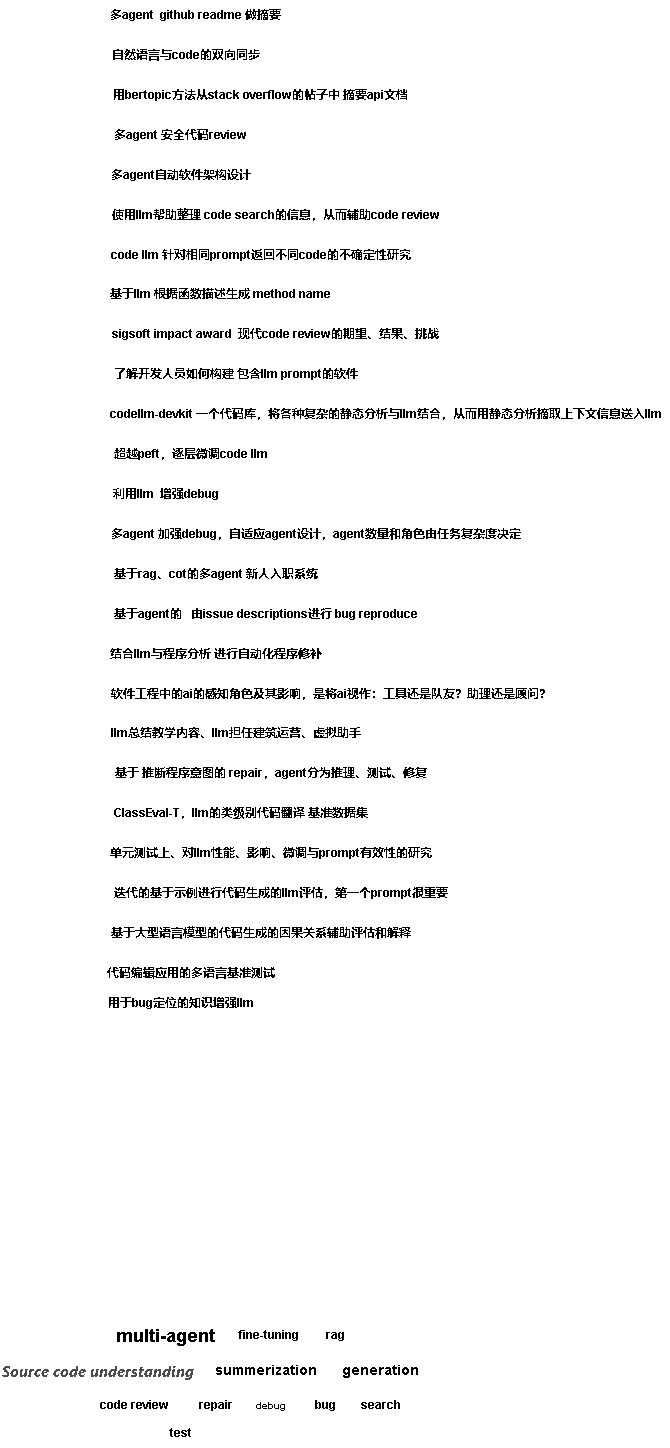 多agent  github readme 做摘要
自然语言与code的双向同步
用bertopic方法从stack overflow的帖子中 摘要api文档
多agent 安全代码review
多agent自动软件架构设计
使用llm帮助整理 code search的信息，从而辅助code review
code llm 针对相同prompt返回不同code的不确定性研究
基于llm 根据函数描述生成 method name
sigsoft impact award  现代code review的期望、结果、挑战
了解开发人员如何构建 包含llm prompt的软件
codellm-devkit 一个代码库，将各种复杂的静态分析与llm结合，从而用静态分析摘取上下文信息送入llm
超越peft，逐层微调code llm
利用llm  增强debug
多agent 加强debug，自适应agent设计，agent数量和角色由任务复杂度决定
基于rag、cot的多agent 新人入职系统
基于agent的   由issue descriptions进行 bug reproduce
结合llm与程序分析 进行自动化程序修补
软件工程中的ai的感知角色及其影响，是将ai视作：工具还是队友？助理还是顾问？
llm总结教学内容、llm担任建筑运营、虚拟助手
基于 推断程序意图的 repair，agent分为推理、测试、修复
ClassEval-T，llm的类级别代码翻译 基准数据集
单元测试上、对llm性能、影响、微调与prompt有效性的研究
迭代的基于示例进行代码生成的llm评估，第一个prompt很重要
基于大型语言模型的代码生成的因果关系辅助评估和解释
代码编辑应用的多语言基准测试
用于bug定位的知识增强llm
multi-agent fine-tuning rag
Source code understanding summerization generation
code review repair debug bug search
test